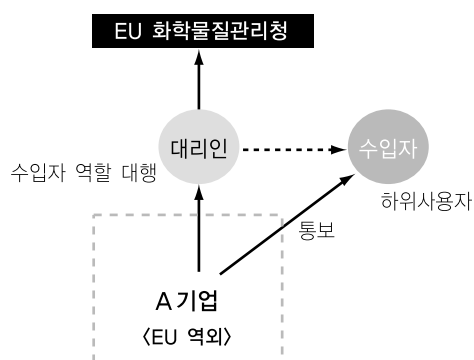 EU 화학물질관리청
대리인
수입자
수입자 역할 대행
하위사용자
통보
A 기업
〈EU 역외〉